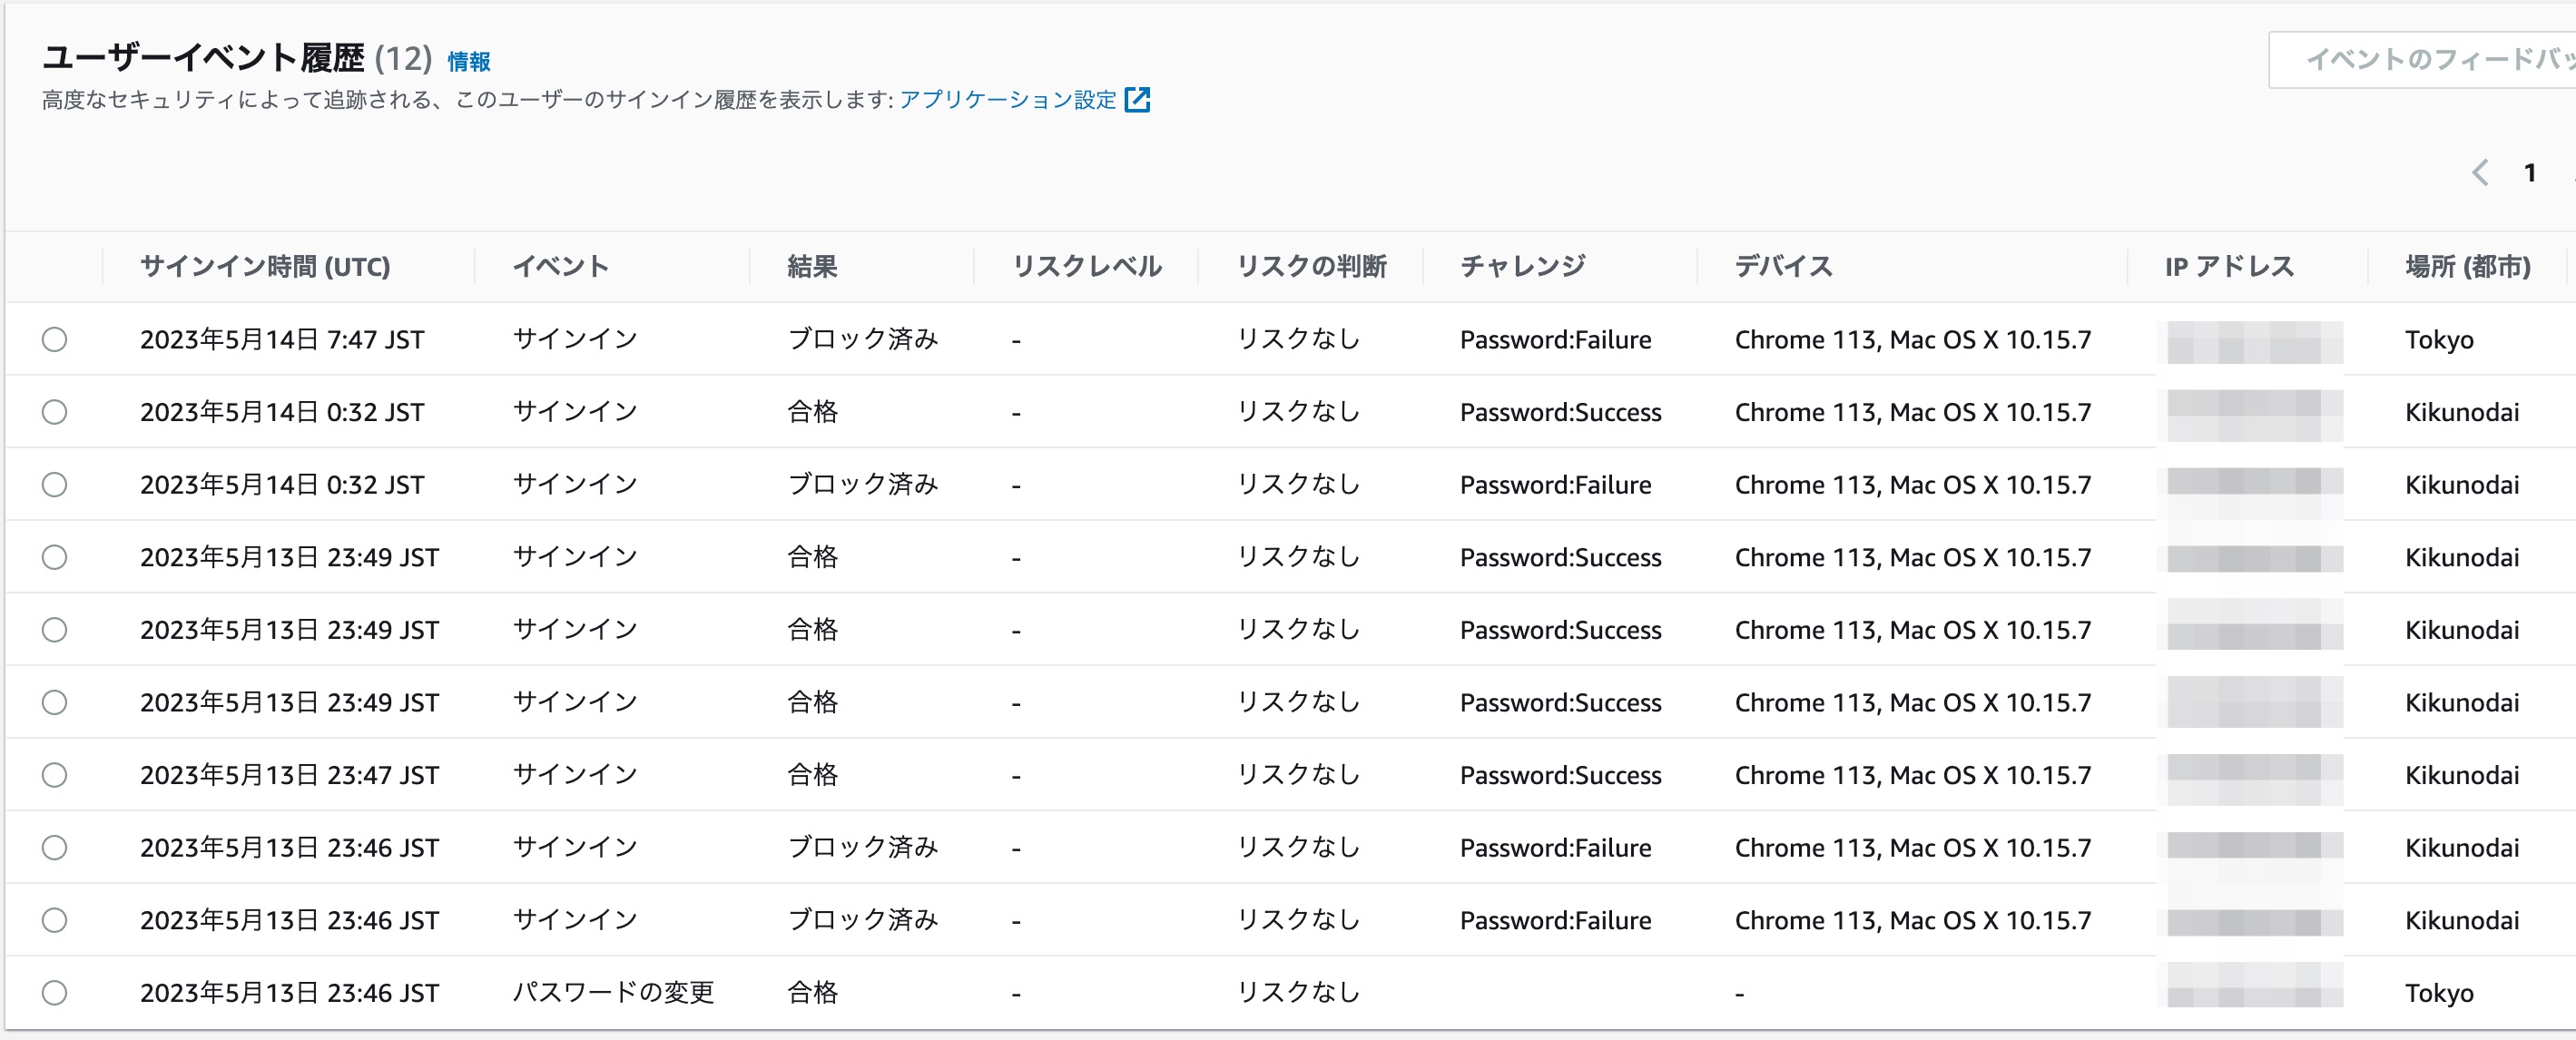 ユーザーイベント履歴 (12) 情報
イベントのフィードバッ
高度なセキュリティによって追跡される、このユーザーのサインイン履歴を表示します: アプリケーション設定
1
サインイン時間 (UTC) イベント 結果 リスクレベル リスクの判断 チャレンジ デバイス IP アドレス 場所 (都市)
2023年5月14日 7:47 JST サインイン ブロック済み - リスクなし Password:Failure Chrome 113, Mac OS X 10.15.7 Tokyo
2023年5月14日 0:32 JST サインイン 合格 - リスクなし Password:Success Chrome 113, Mac OS X 10.15.7 Kikunodai
2023年5月14日 0:32 JST サインイン ブロック済み - リスクなし Password:Failure Chrome 113, Mac OS X 10.15.7 Kikunodai
2023年5月13日 23:49 JST サインイン 合格 - リスクなし Password:Success Chrome 113, Mac OS X 10.15.7 Kikunodai
2023年5月13日 23:49 JST サインイン 合格 - リスクなし Password:Success Chrome 113, Mac OS X 10.15.7 Kikunodai
2023年5月13日 23:49 JST サインイン 合格 - リスクなし Password:Success Chrome 113, Mac OS X 10.15.7 Kikunodai
2023年5月13日 23:47 JST サインイン 合格 - リスクなし Password:Success Chrome 113, Mac OS X 10.15.7 Kikunodai
2023年5月13日 23:46 JST サインイン ブロック済み - リスクなし Password:Failure Chrome 113, Mac OS X 10.15.7 Kikunodai
2023年5月13日 23:46 JST サインイン ブロック済み - リスクなし Password:Failure Chrome 113, Mac OS X 10.15.7 Kikunodai
2023年5月13日 23:46 JST パスワードの変更 合格 - リスクなし - Tokyo